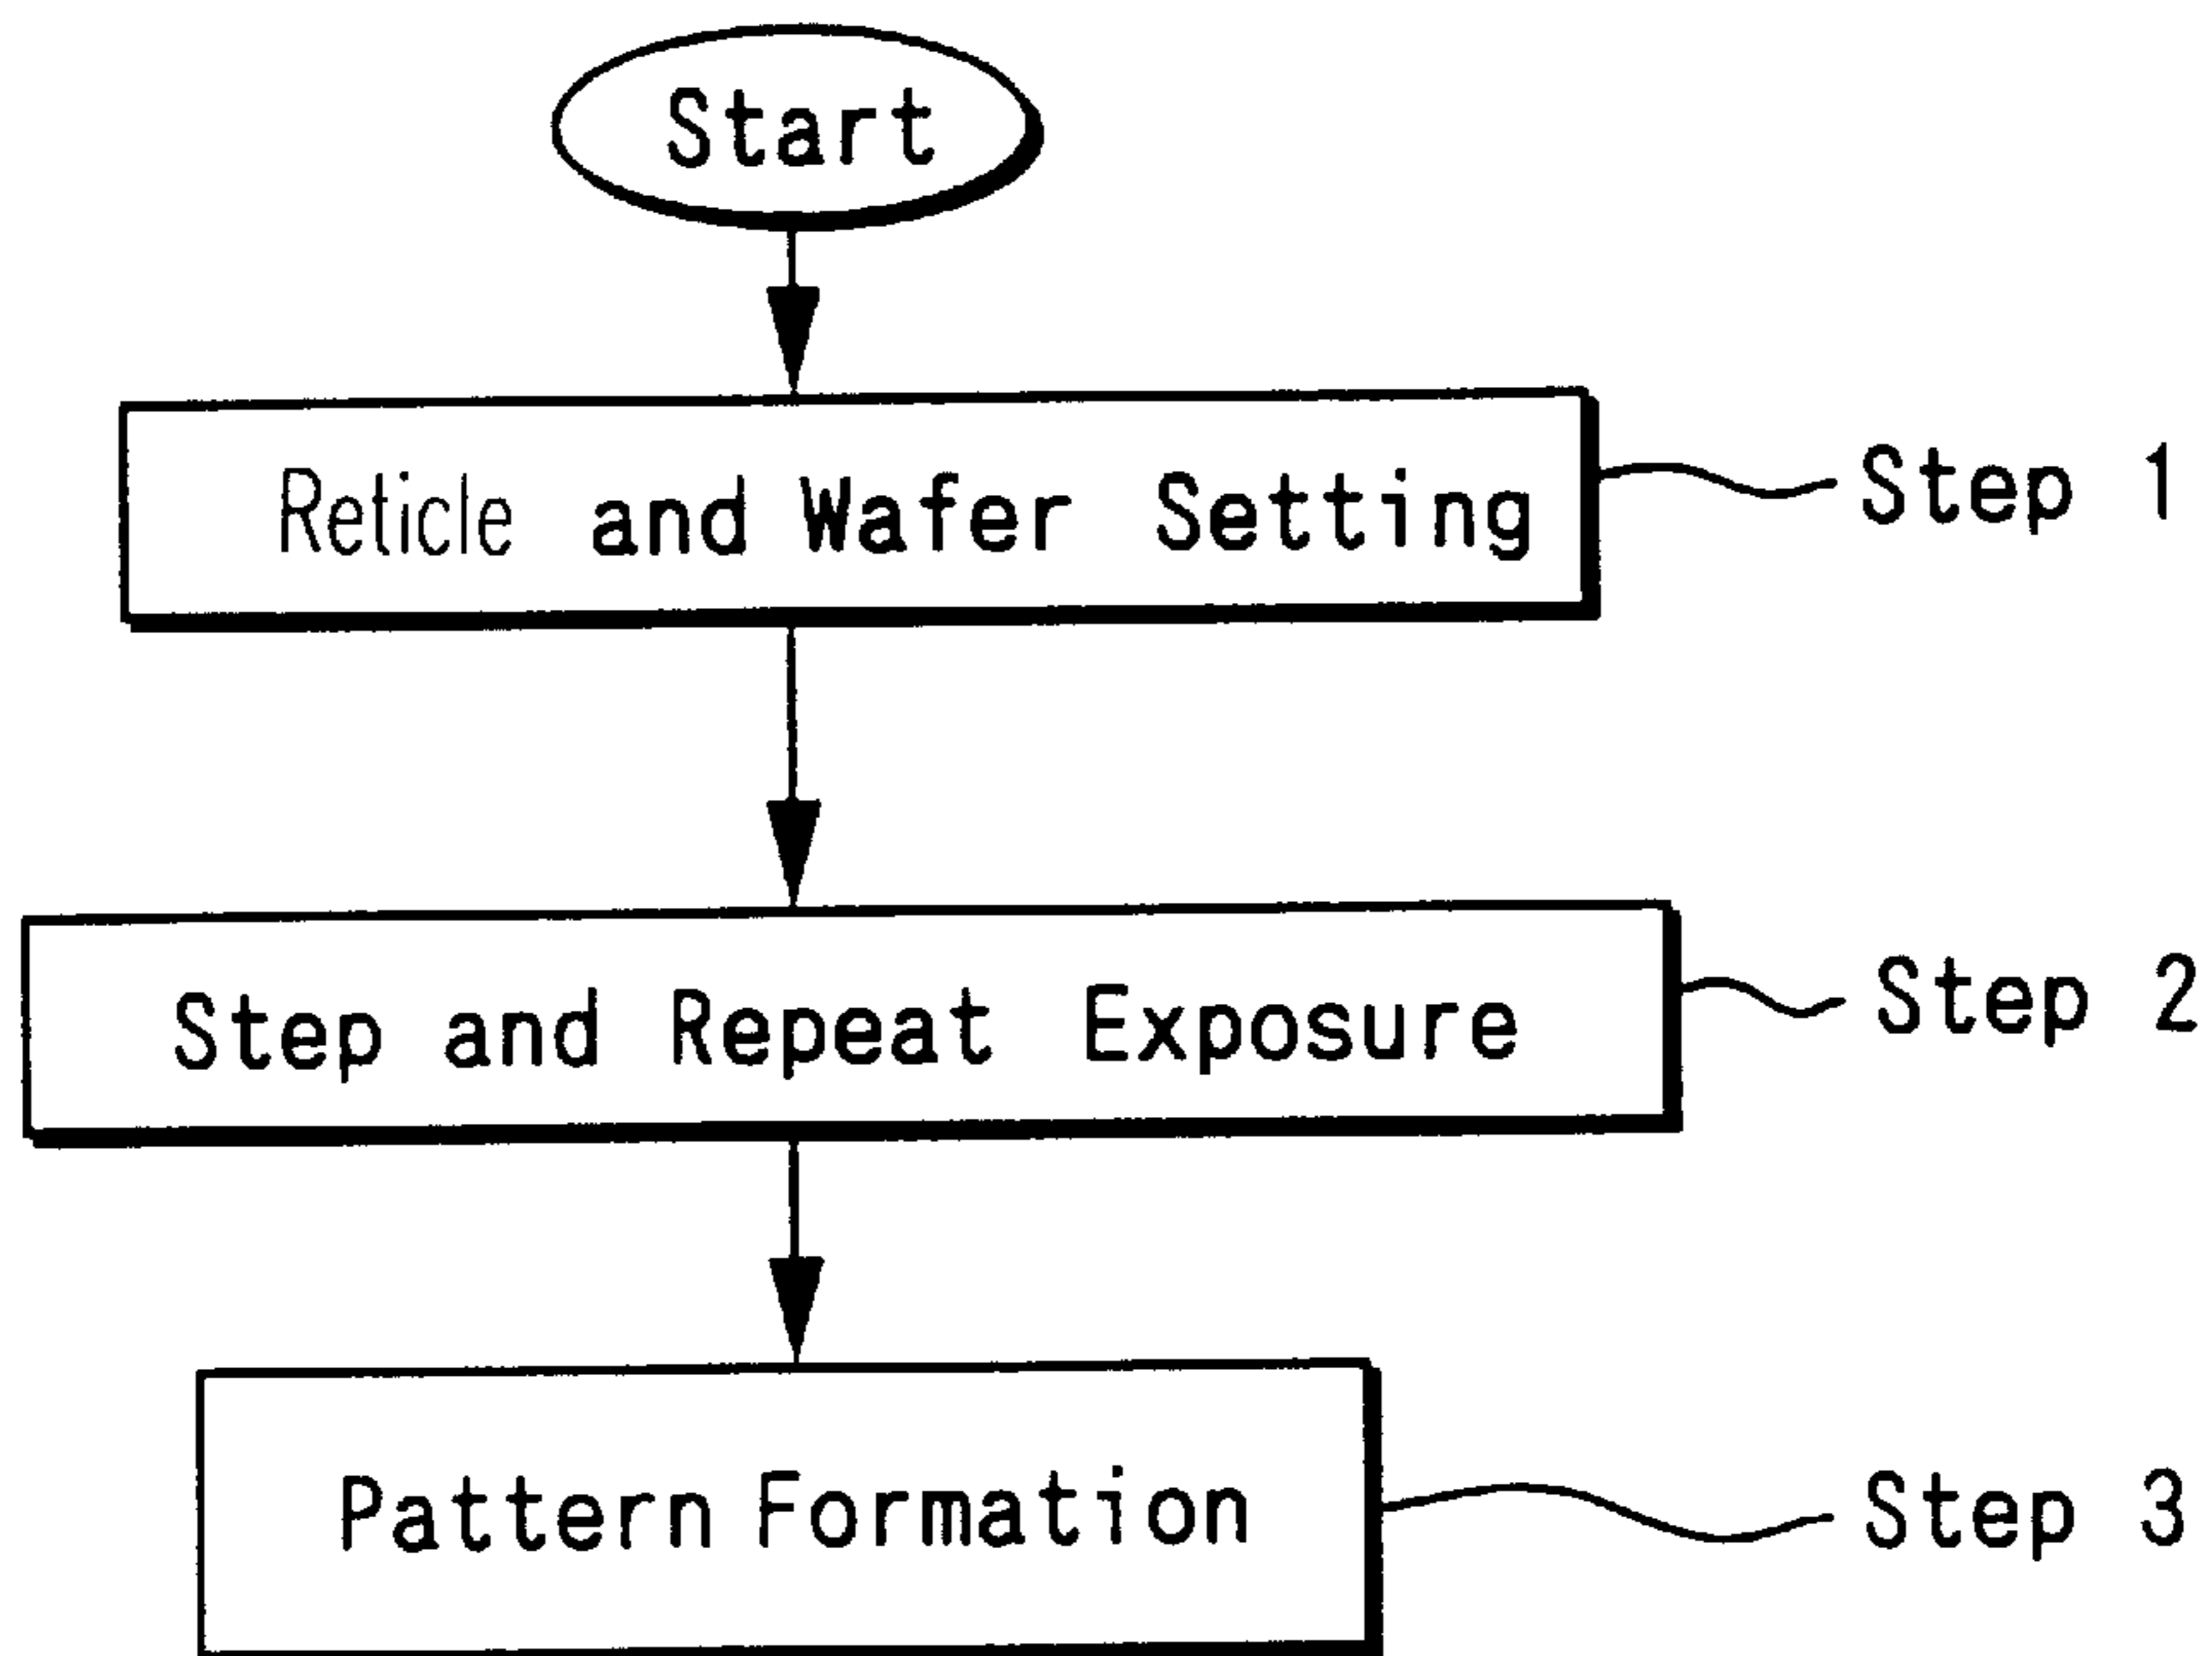 Start
Reticle and Wafer Setting
Step 1
Step and Repeat Exposure
Step 2
Pattern Formation
Step 3